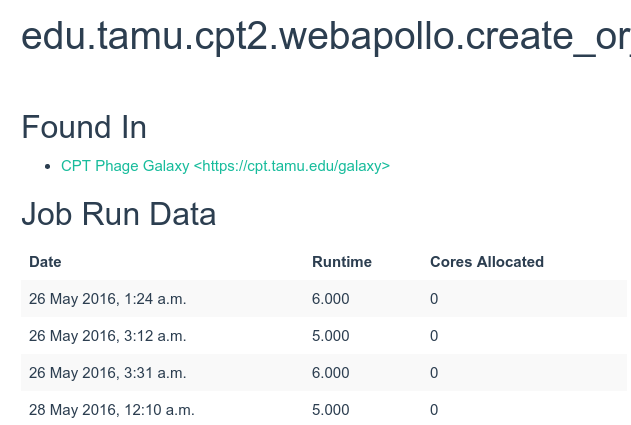 edu.tamu.cpt2.webapollo.create_or
Found In
CPT Phage Galaxy <https://cpt.tamu.edu/galaxy>
Job Run Data
Date Runtime Cores Allocated
26 May 2016, 1:24 a.m. 6.000 0
26 May 2016, 3:12 a.m. 5.000 0
26 May 2016, 3:31 a.m. 6.000 0
28 May 2016, 12:10 a.m. 5.000 0